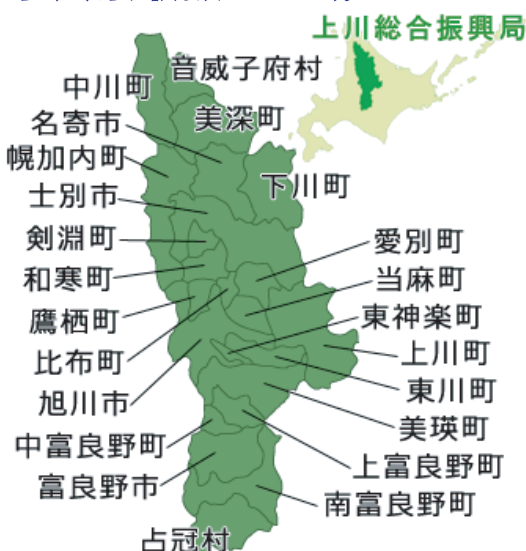 上川総合振興局
音威子府村
中川町
美深町
名寄市
幌加内町
下川町
士別市
剣淵町
愛別町
和寒町
当麻町
鷹栖町
東神楽町
比布町
上川町
旭川市
東川町
美瑛町
中富良野町
上富良野町
富良野市
南富良野町
占冠村